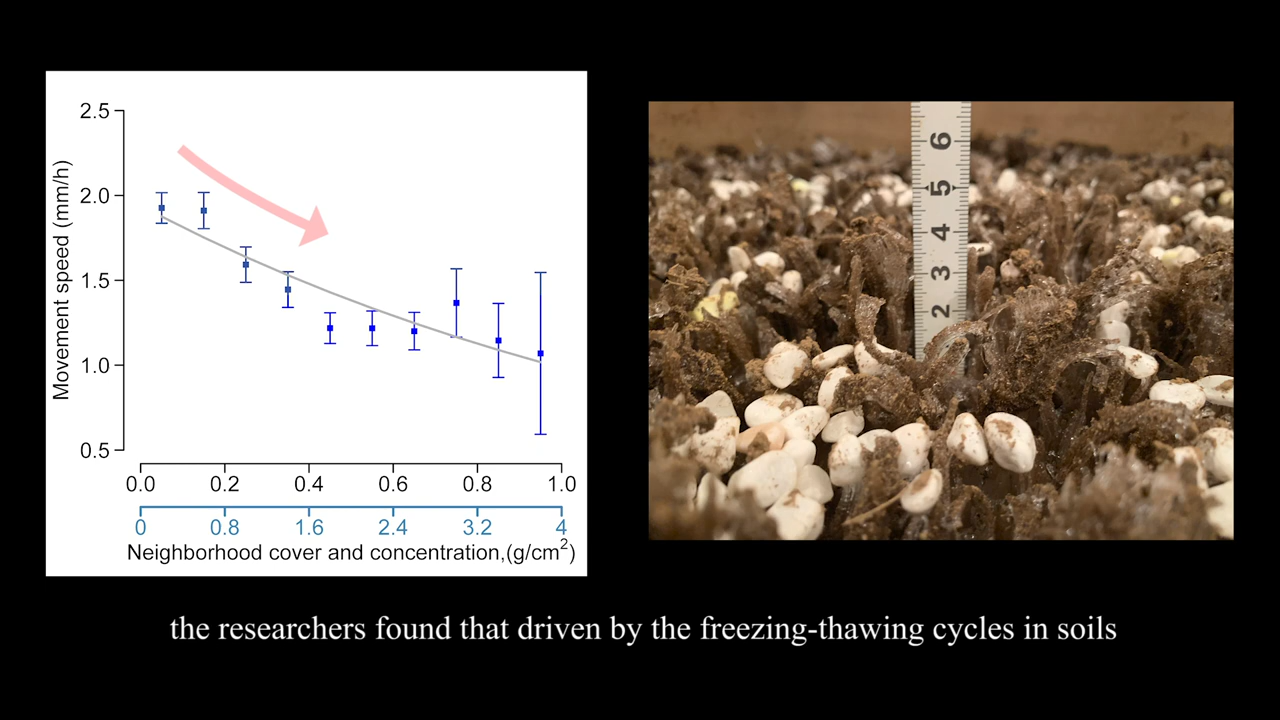 2.5
2.0
1.5
1.0
0.5
Movement speed (mm/h)
0.0 0.2 0.4 0.6 0.8 1.0
0 0.8 1.6 2.4 3.2 4
Neighborhood cover and concentration,(g/cm²)
6
5
4
3
2
the researchers found that driven by the freezing-thawing cycles in soils